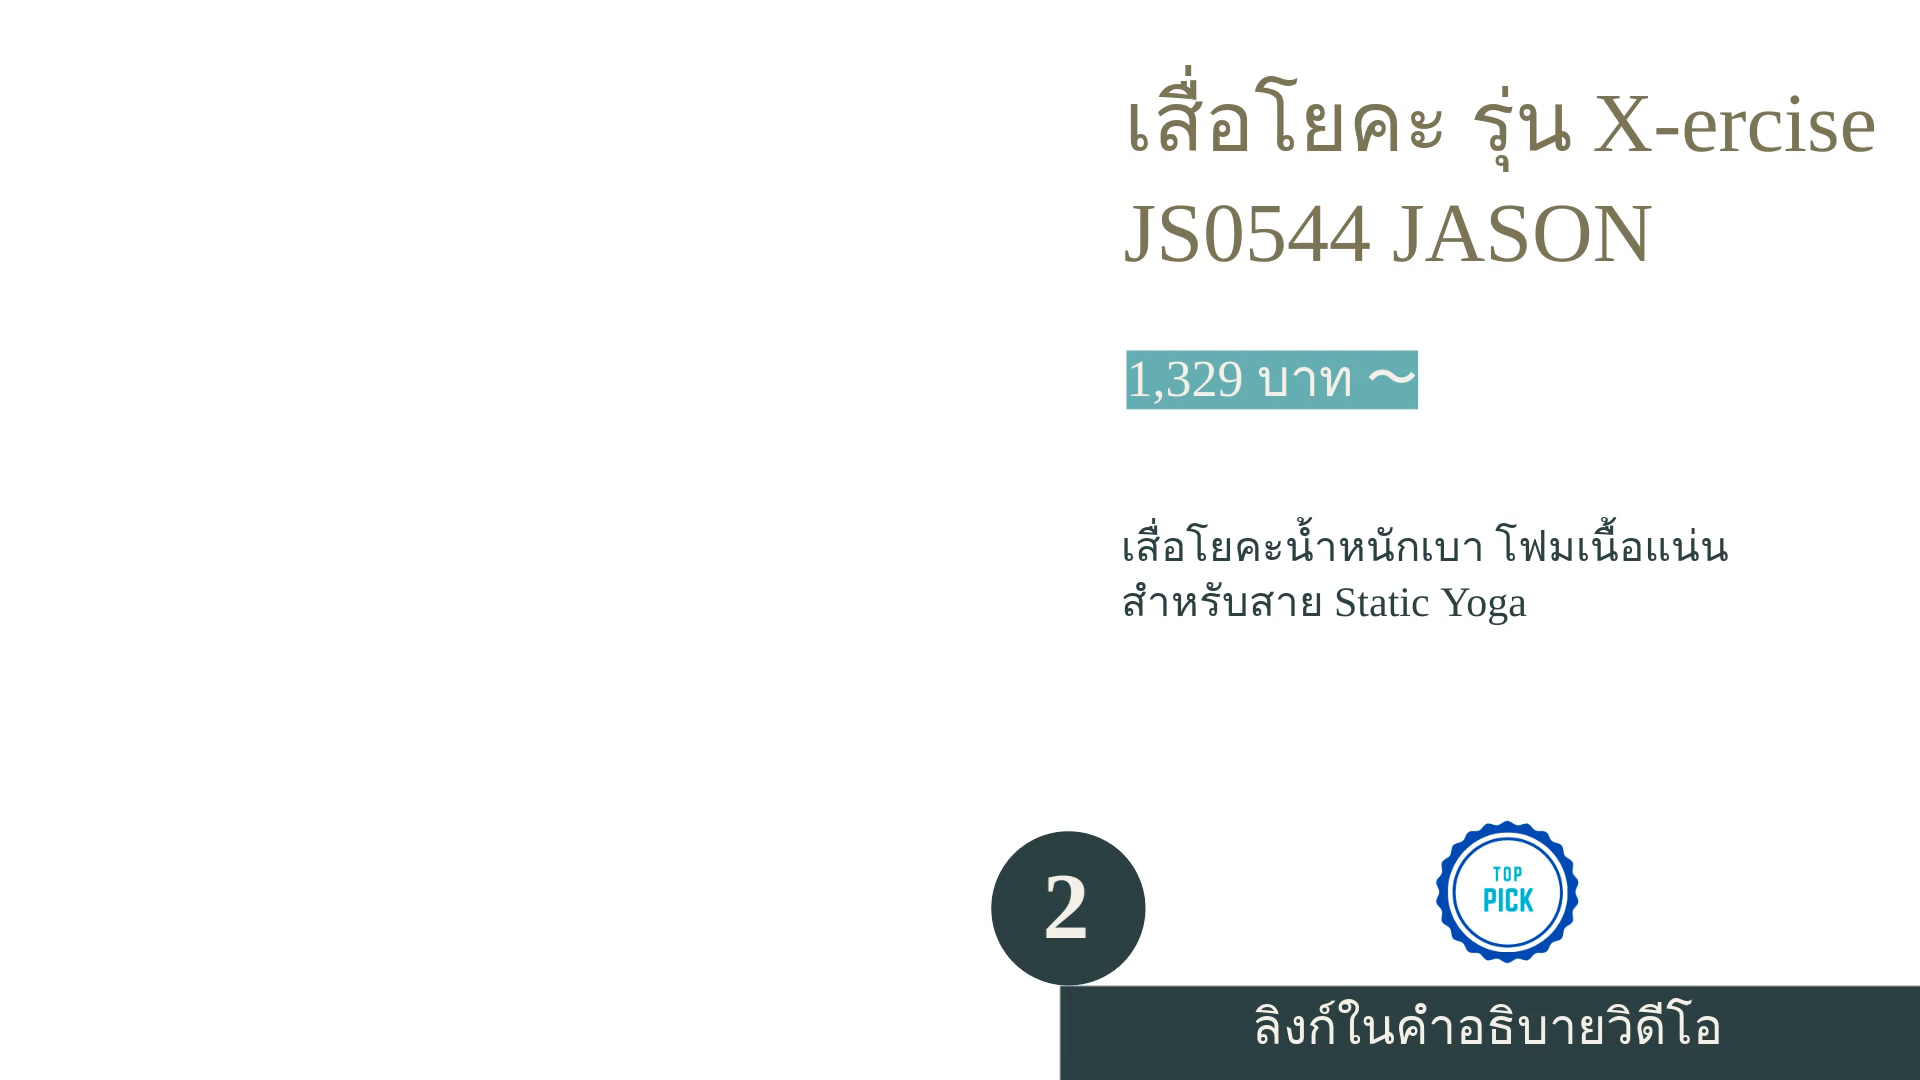 เสื่อโยคะ รุ่น X-ercise
JS0544 JASON
1,329 บาท ～
เสื่อโยคะน้ำหนักเบา โฟมเนื้อแน่น
สำหรับสาย Static Yoga
2
TOP
PICK
ลิงก์ในคำอธิบายวิดีโอ